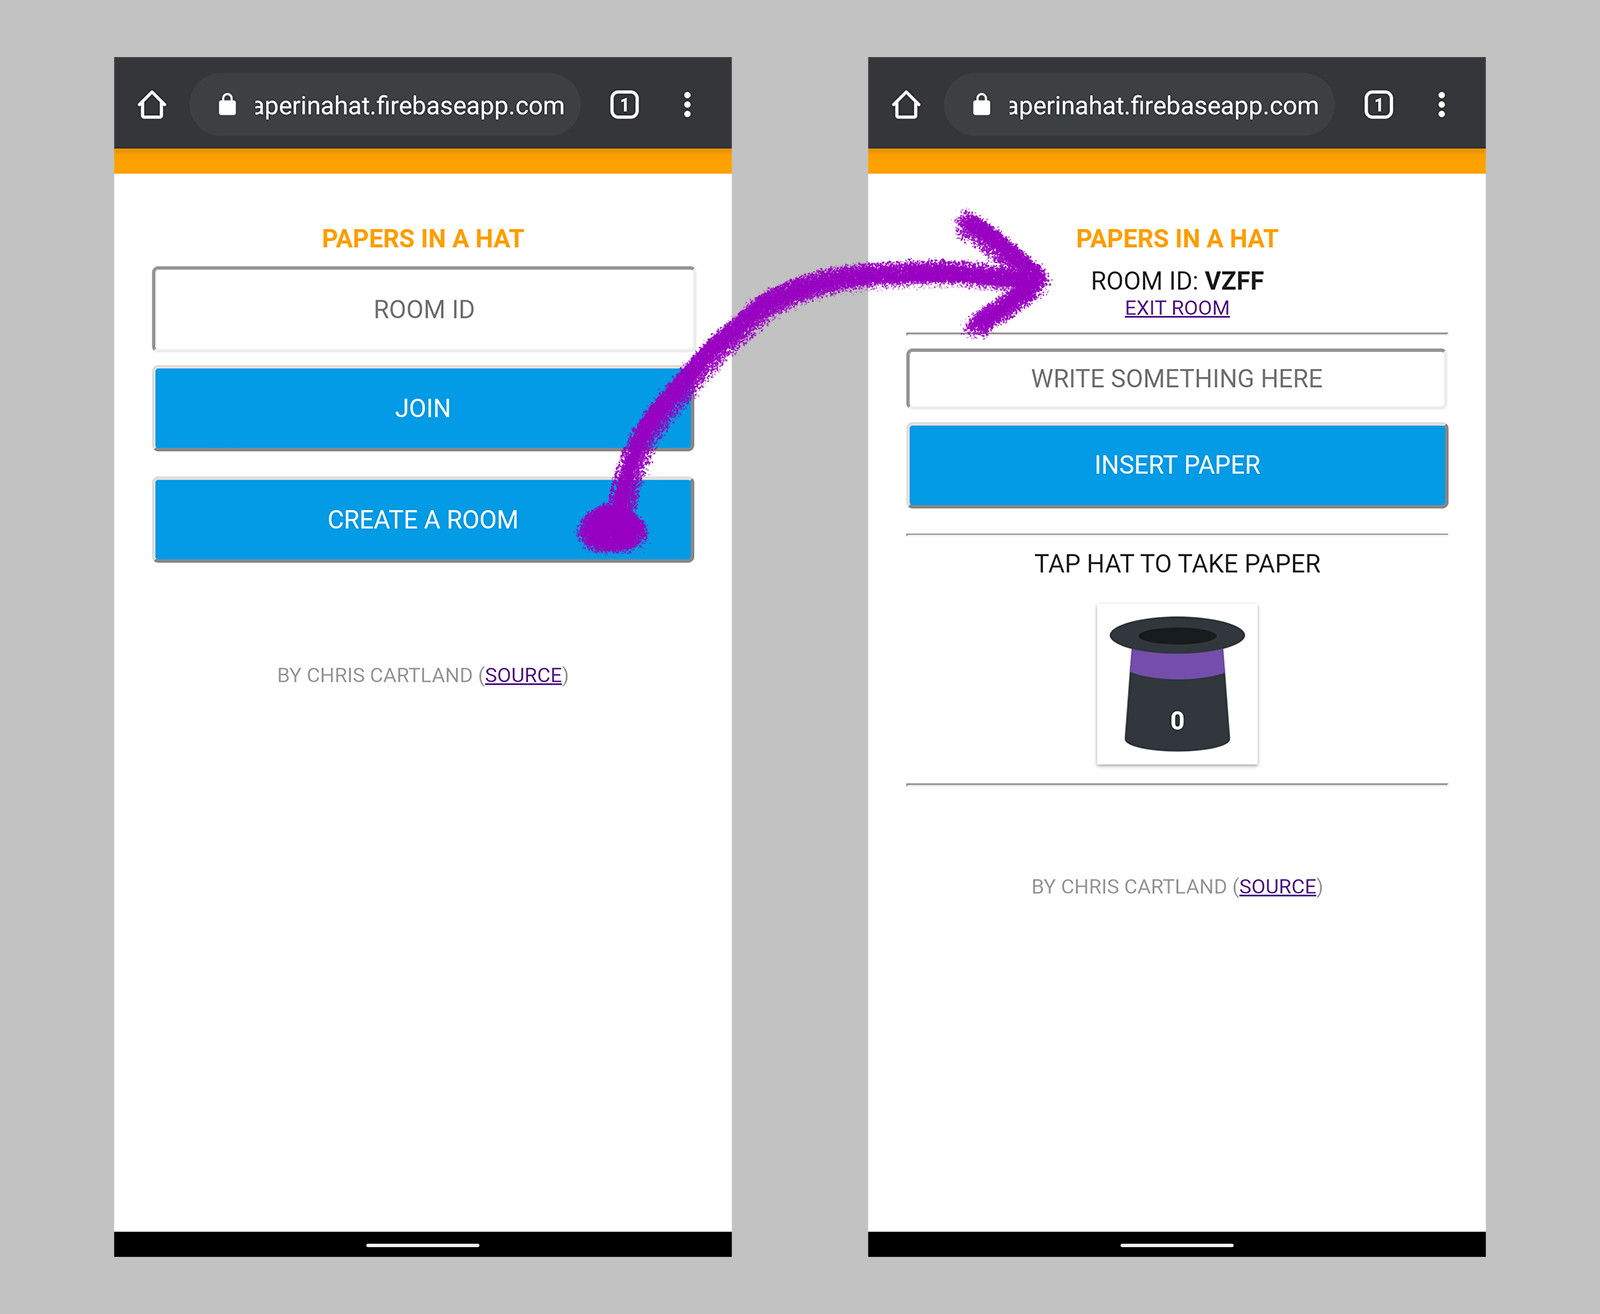 aperinahat.firebaseapp.com
1
PAPERS IN A HAT
ROOM ID
JOIN
CREATE A ROOM
BY CHRIS CARTLAND (SOURCE)
aperinahat.firebaseapp.com
1
PAPERS IN A HAT
ROOM ID: VZFF
EXIT ROOM
WRITE SOMETHING HERE
INSERT PAPER
TAP HAT TO TAKE PAPER
0
BY CHRIS CARTLAND (SOURCE)